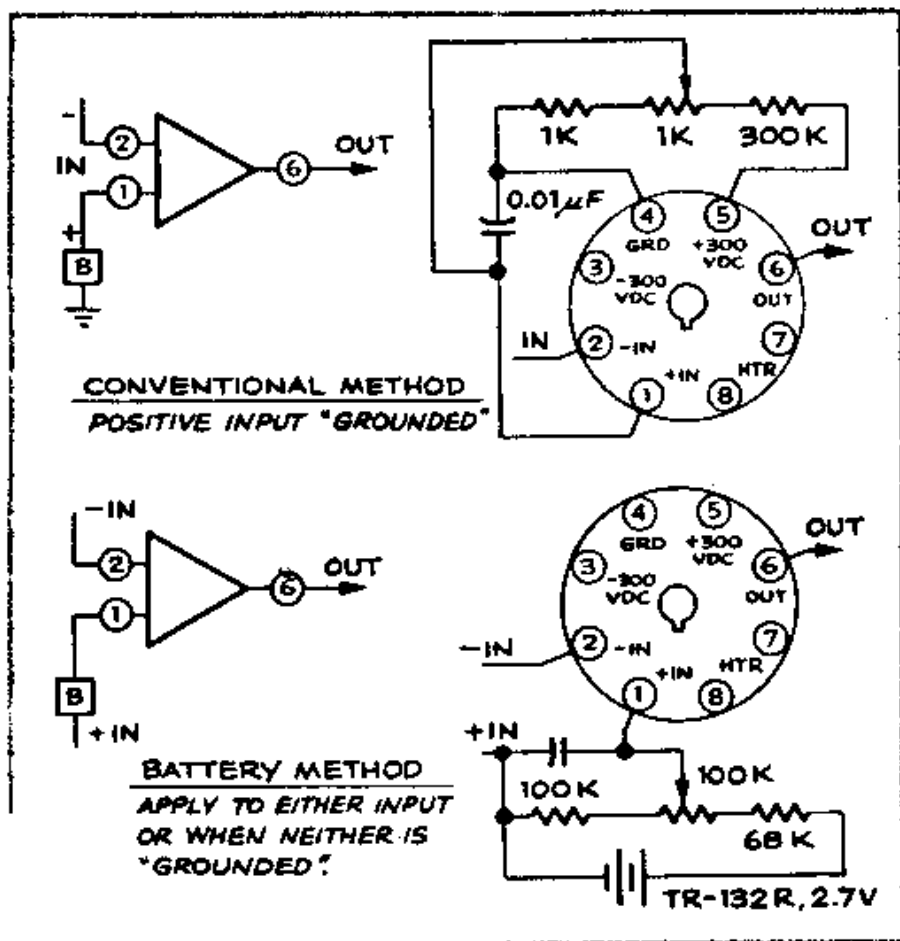 -
2
IN
1
+
B
6
OUT
1K
1K
300K
0.01µF
4
GRD
5
+300
VDC
3
-300
VDC
6
OUT
OUT
IN
2
-IN
7
HTR
+IN
1
8
CONVENTIONAL METHOD
POSITIVE INPUT "GROUNDED"
-IN
2
1
6
OUT
B
+IN
4
GRD
5
+300
VDC
3
-300
VDC
6
OUT
OUT
-IN
2
-IN
7
HTR
+IN
1
8
+IN
100K
100K
68K
TR-132R, 2.7V
BATTERY METHOD
APPLY TO EITHER INPUT
OR WHEN NEITHER IS
"GROUNDED".